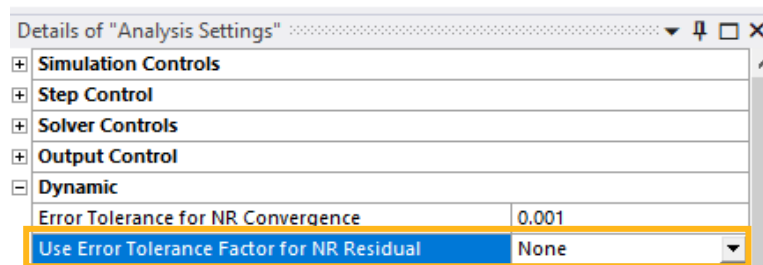 Details of "Analysis Settings"
Simulation Controls
Step Control
Solver Controls
Output Control
Dynamic
Error Tolerance for NR Convergence 0.001
Use Error Tolerance Factor for NR Residual None